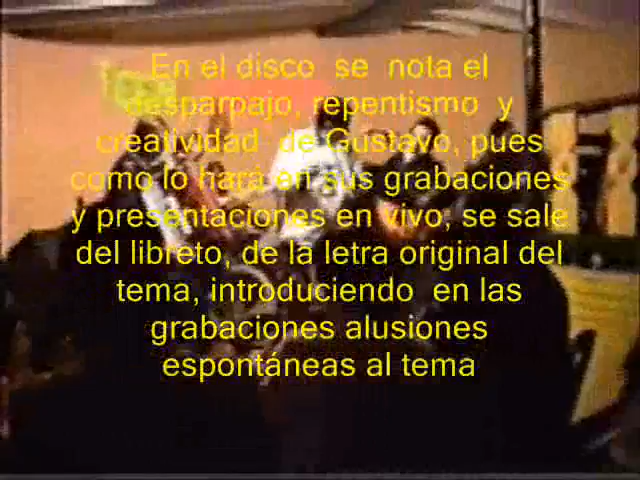 En el disco se nota el
desparpajo, repentismo y
creatividad de Gustavo, pues
como lo hará en sus grabaciones
y presentaciones en vivo, se sale
del libreto, de la letra original del
tema, introduciendo en las
grabaciones alusiones
espontáneas al tema